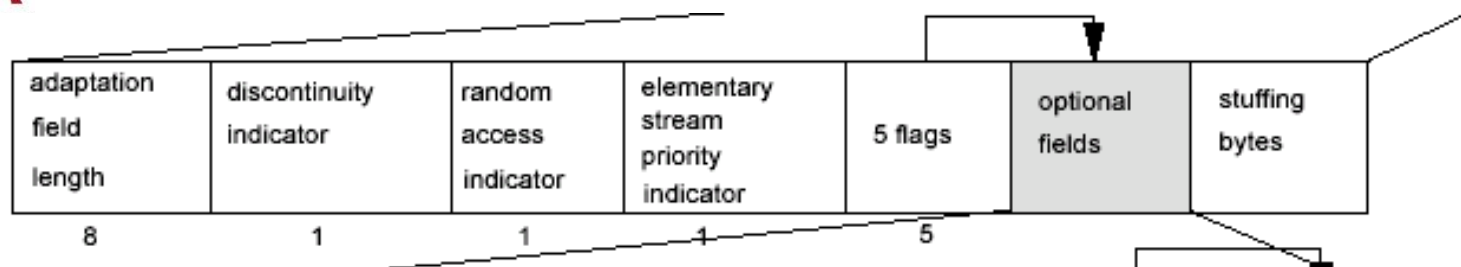 adaptation
field
length
discontinuity
indicator
random
access
indicator
elementary
stream
priority
indicator
5 flags
optional
fields
stuffing
bytes
8
1
1
1
5